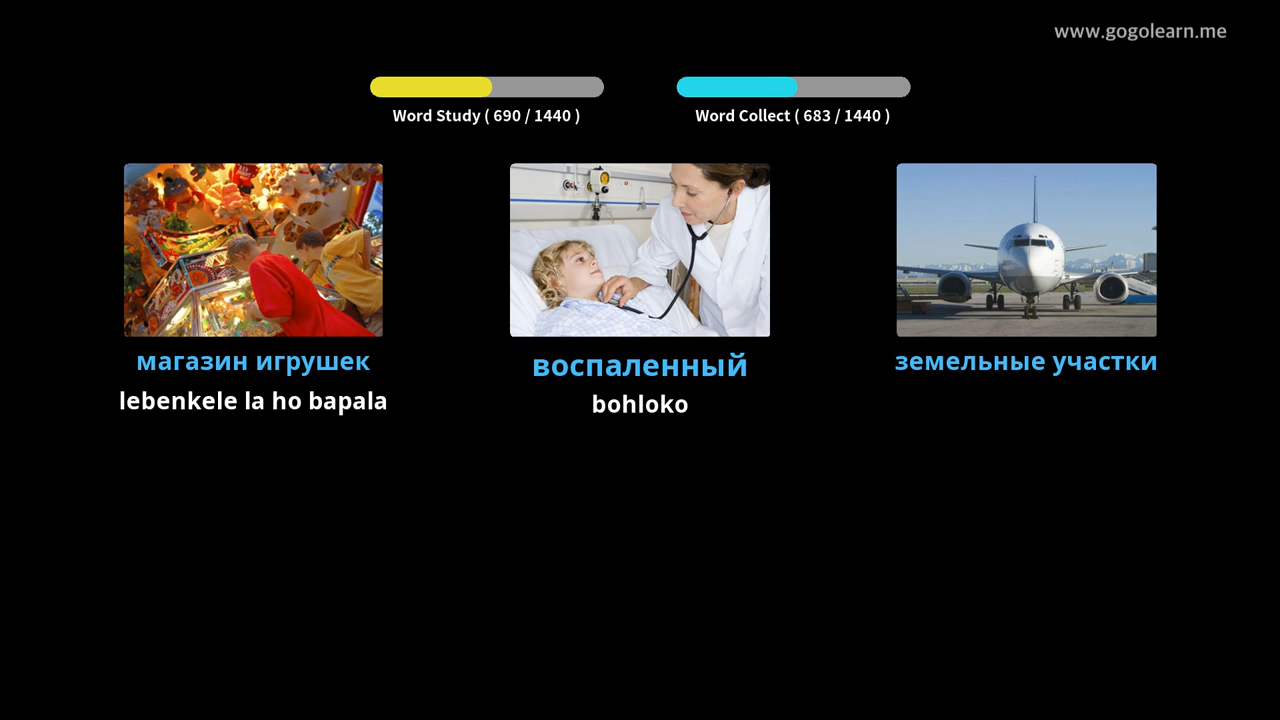 www.gogolearn.me
Word Study ( 690 / 1440 )
Word Collect ( 683 / 1440 )
магазин игрушек
lebenkele la ho bapala
воспаленный
bohloko
земельные участки